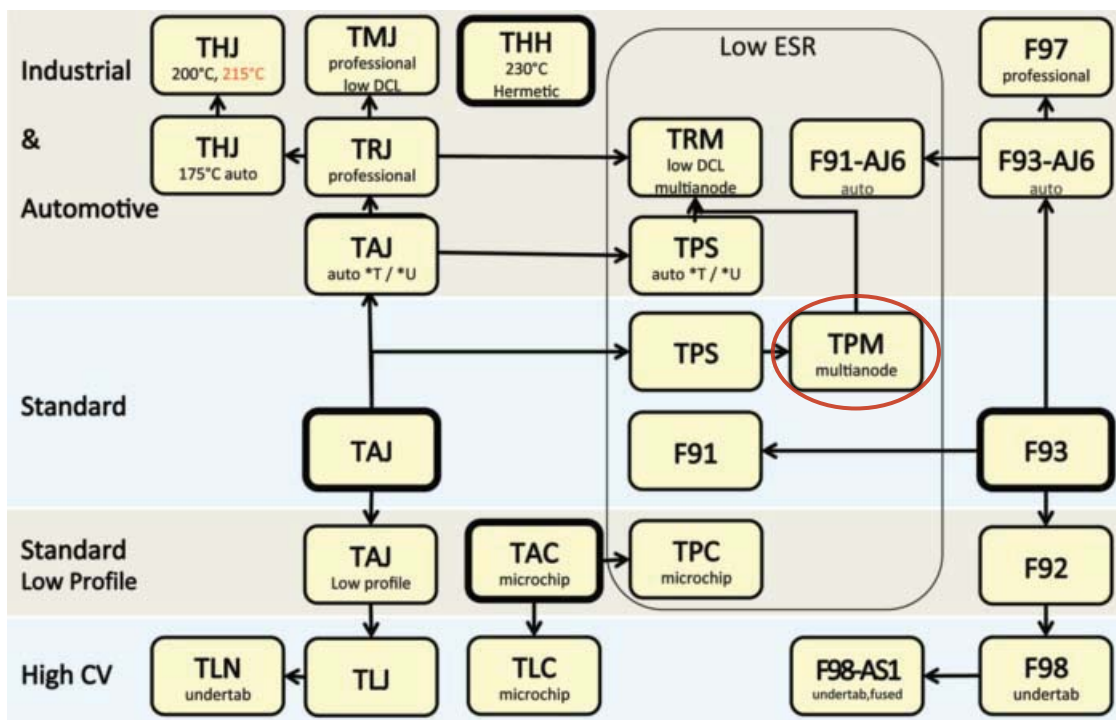 Industrial
&
Automotive
THJ
200°C, 215°C
TMJ
professional
low DCL
THH
230°C
Hermetic
Low ESR
F97
professional
THJ
175°C auto
TRJ
professional
TRM
low DCL
multianode
F91-AJ6
auto
F93-AJ6
auto
TAJ
auto *T / *U
TPS
auto *T / *U
Standard
TPS
TPM
multianode
TAJ
F91
F93
Standard
Low Profile
TAJ
Low profile
TAC
microchip
TPC
microchip
F92
High CV
TLN
undertab
TLJ
TLC
microchip
F98-AS1
undertab,fused
F98
undertab